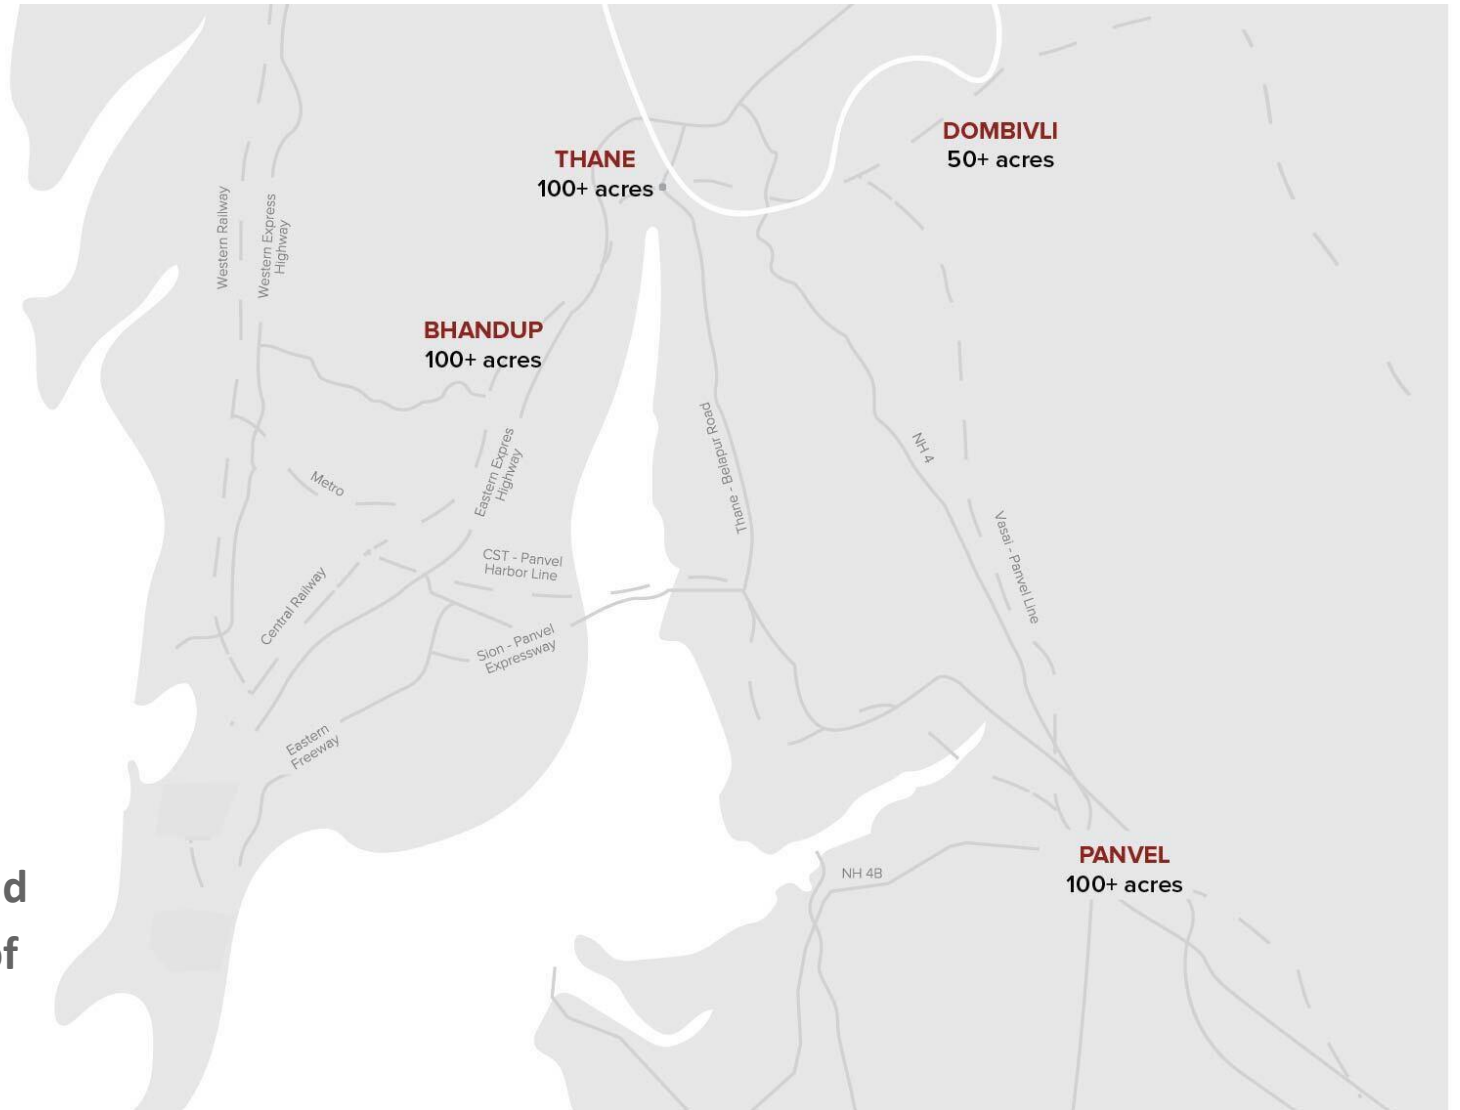 DOMBIVLI
50+ acres
THANE
100+ acres
Western Railway
Western Express
Highway
BHANDUP
100+ acres
Thane - Belapur Road
NH 4
Eastern Expres
Highway
Metro
Vasai - Panvel Line
CST - Panvel
Harbor Line
Central Railway
Sion - Panvel
Expressway
Eastern
Freeway
PANVEL
100+ acres
NH 4B
d
of